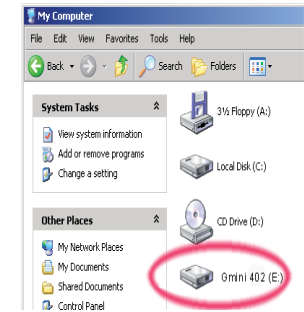 My Computer
File Edit View Favorites Tools Help
Back Search Folders
System Tasks
View system information
Add or remove programs
Change a setting
Other Places
My Network Places
My Documents
Shared Documents
Control Panel
3½ Floppy (A:)
Local Disk (C:)
CD Drive (D:)
Gmini 402 (E:)